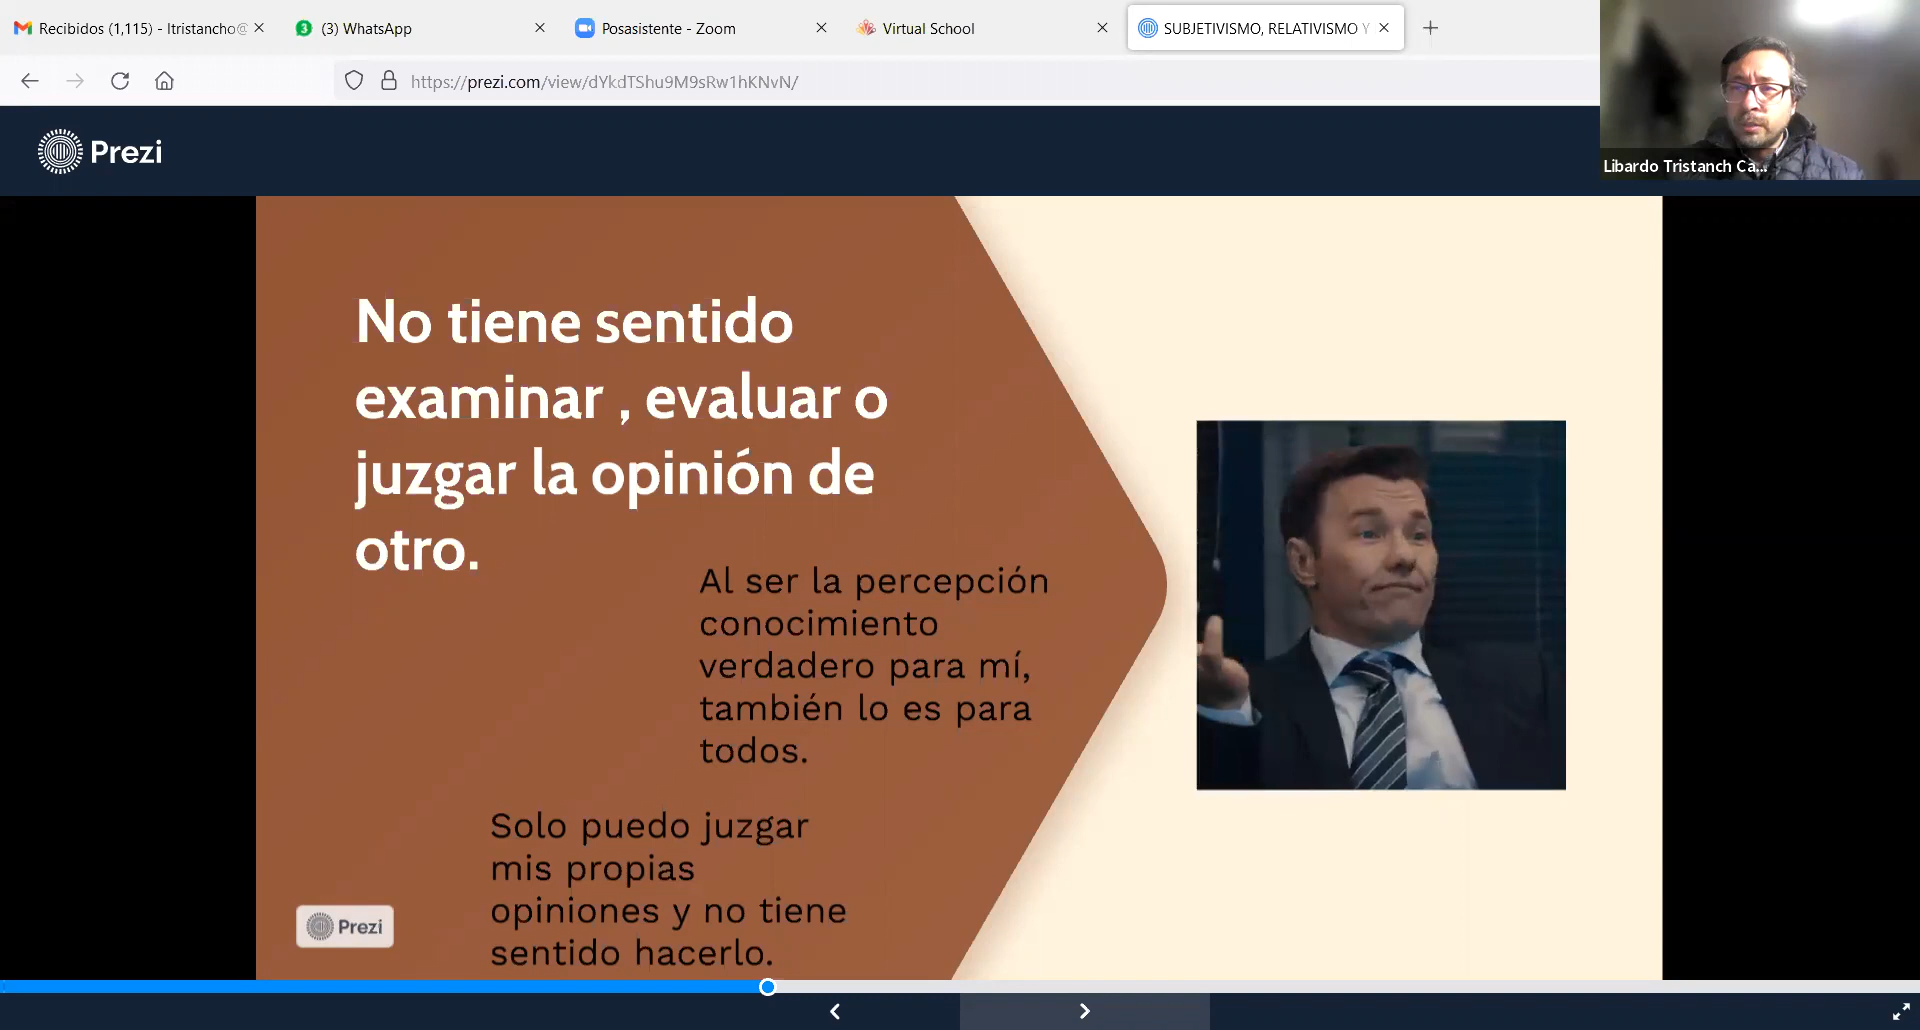 Recibidos (1,115) - ltristancho@
3
(3) WhatsApp
Posasistente - Zoom
Virtual School
SUBJETIVISMO, RELATIVISMO Y
https://prezi.com/view/dYkdTShu9M9sRw1hKNvN/
Libardo Tristanch Ca...
Prezi
No tiene sentido
examinar , evaluar o
juzgar la opinión de
otro.
Al ser la percepción
conocimiento
verdadero para mí,
también lo es para
todos.
Solo puedo juzgar
mis propias
opiniones y no tiene
sentido hacerlo.
Prezi